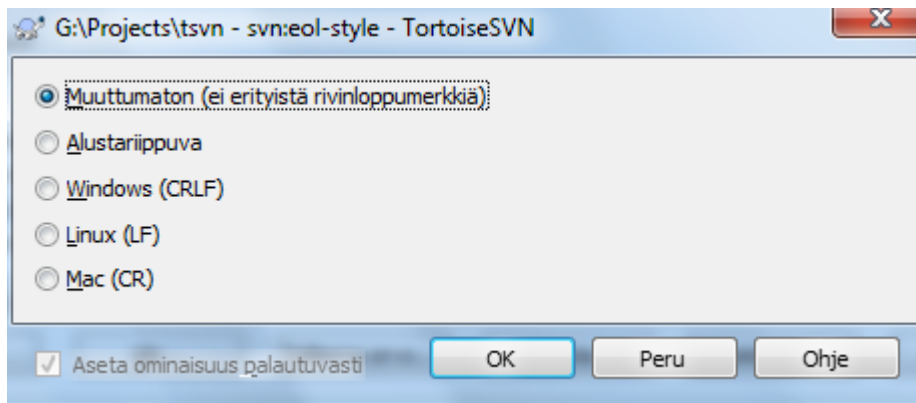 G:\Projects\tsvn - svn:eol-style - TortoiseSVN
Muuttumaton (ei erityistä rivinloppumerkkiä)
Alustariippuva
Windows (CRLF)
Linux (LF)
Mac (CR)
Aseta ominaisuus palautuvasti
OK
Peru
Ohje